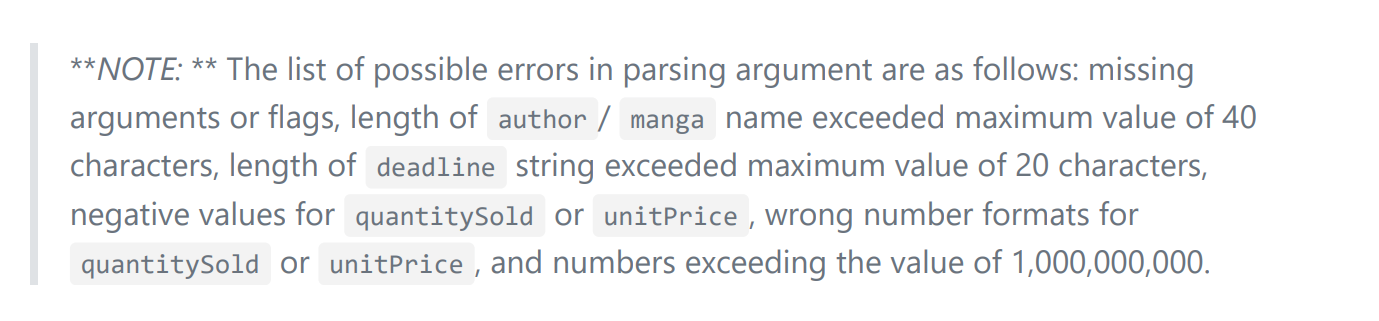 **NOTE: ** The list of possible errors in parsing argument are as follows: missing
arguments or flags, length of author / manga name exceeded maximum value of 40
characters, length of deadline string exceeded maximum value of 20 characters,
negative values for quantitySold or unitPrice , wrong number formats for
quantitySold or unitPrice , and numbers exceeding the value of 1,000,000,000.